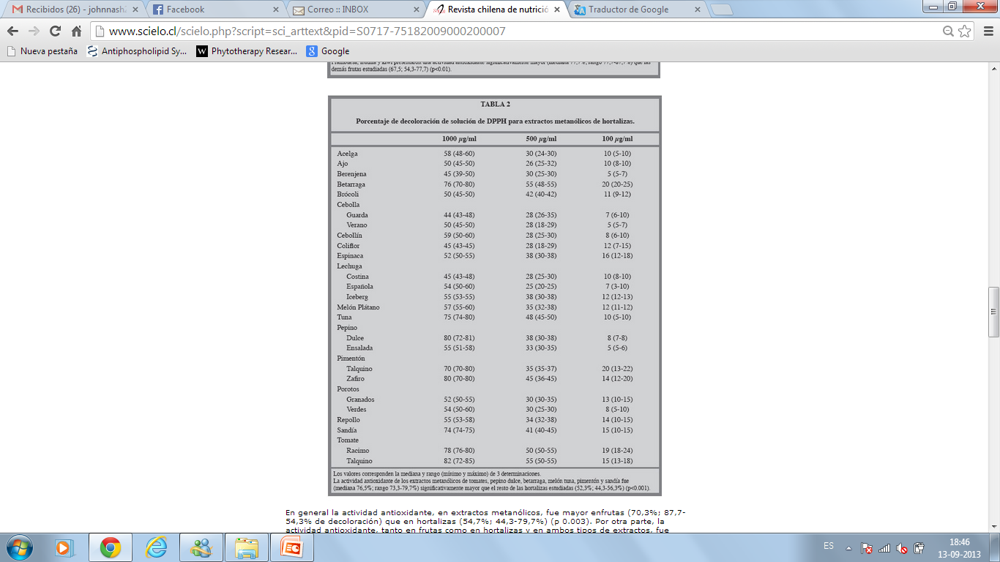 Recibidos (26) - johnnash2
Facebook
Correo :: INBOX
Revista chilena de nutrició
Traductor de Google
www.scielo.cl/scielo.php?script=sci_arttext&pid=S0717-75182009000200007
Nueva pestaña
Antiphospholipid Sy...
W Phytotherapy Resear...
Google
demás frutas estudiadas (67,5; 54,3-77,7) (p<0.01).
TABLA 2
Porcentaje de decoloración de solución de DPPH para extractos metanólicos de hortalizas.
1000 µg/ml 500 µg/ml 100 µg/ml
Acelga 58 (48-60) 30 (24-30) 10 (5-10)
Ajo 50 (45-50) 26 (25-32) 10 (8-10)
Berenjena 45 (39-50) 30 (25-30) 5 (5-7)
Betarraga 76 (70-80) 55 (48-55) 20 (20-25)
Brócoli 50 (45-50) 42 (40-42) 11 (9-12)
Cebolla
Guarda 44 (43-48) 28 (26-35) 7 (6-10)
Verano 50 (45-50) 28 (18-29) 5 (5-7)
Cebollín 59 (50-60) 28 (25-30) 8 (6-10)
Coliflor 45 (43-45) 28 (18-29) 12 (7-15)
Espinaca 52 (50-55) 38 (30-38) 16 (12-18)
Lechuga
Costina 45 (43-48) 28 (25-30) 10 (8-10)
Española 54 (50-60) 25 (20-25) 7 (3-10)
Iceberg 55 (53-55) 38 (30-38) 12 (12-13)
Melón Plátano 57 (55-60) 35 (32-38) 12 (11-12)
Tuna 75 (74-80) 48 (45-50) 10 (5-10)
Pepino
Dulce 80 (72-81) 38 (30-38) 8 (7-8)
Ensalada 55 (51-58) 33 (30-35) 5 (5-6)
Pimentón
Talquino 70 (70-80) 35 (35-37) 20 (13-22)
Zafiro 80 (70-80) 45 (36-45) 14 (12-20)
Porotos
Granados 52 (50-55) 30 (30-35) 13 (10-15)
Verdes 54 (50-60) 30 (25-30) 8 (5-10)
Repollo 55 (53-58) 34 (32-38) 14 (10-15)
Sandía 74 (74-75) 41 (40-45) 15 (10-15)
Tomate
Racimo 78 (76-80) 50 (50-55) 19 (18-24)
Talquino 82 (72-85) 55 (50-55) 15 (13-18)
Los valores corresponden la mediana y rango (mínimo y máximo) de 3 determinaciones.
La actividad antioxidante de los extractos metanólicos de tomates, pepino dulce, betarraga, melón tuna, pimentón y sandía fue
(mediana 76,5%; rango 73,3-79,7%) significativamente mayor que el resto de las hortalizas estudiadas (52,3%; 44,3-56,3%) (p<0.001).
En general la actividad antioxidante, en extractos metanólicos, fue mayor enfrutas (70,3%; 87,7-
54,3% de decoloración) que en hortalizas (54,7%; 44,3-79,7%) (p 0.003). Por otra parte, la
actividad antioxidante, tanto en frutas como en hortalizas y en ambos tipos de extractos, fue
ES
18:46
13-09-2013